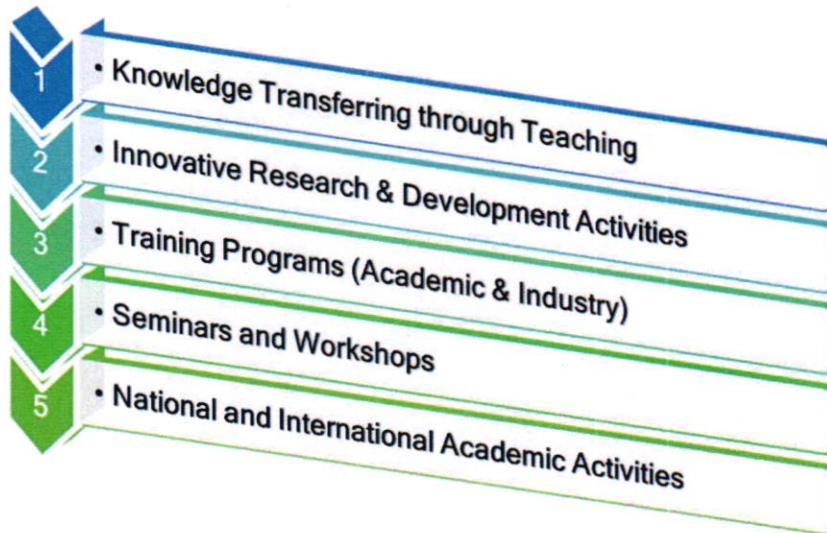 1
• Knowledge Transferring through Teaching
2
• Innovative Research & Development Activities
3
• Training Programs (Academic & Industry)
4
• Seminars and Workshops
5
• National and International Academic Activities